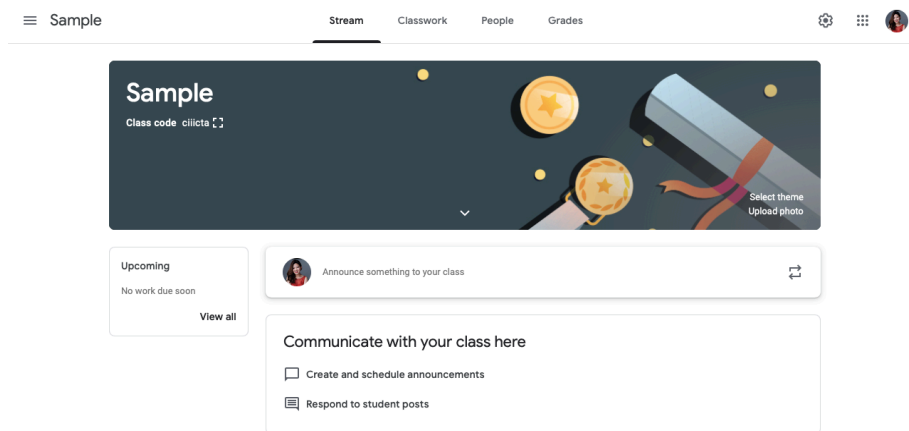 Sample
Stream Classwork People Grades
Sample
Class code ciiicta
Select theme
Upload photo
Upcoming
No work due soon
View all
Announce something to your class
Communicate with your class here
Create and schedule announcements
Respond to student posts